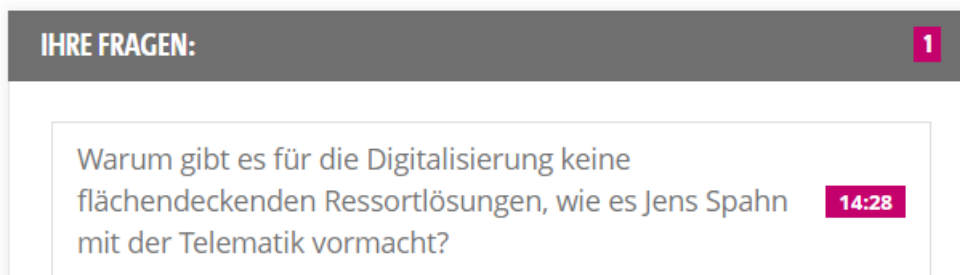 IHRE FRAGEN:
1
Warum gibt es für die Digitalisierung keine
flächendeckenden Ressortlösungen, wie es Jens Spahn
14:28
mit der Telematik vormacht?